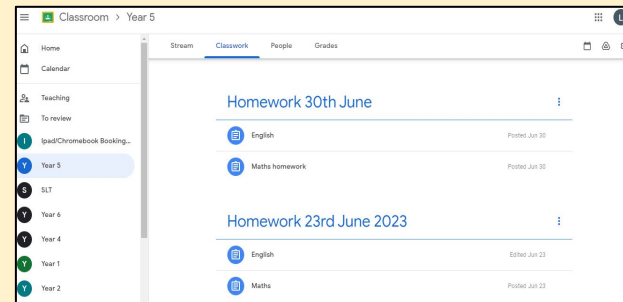 Classroom > Year 5
Home
Calendar
Teaching
To review
I Ipad/Chromebook Booking...
Y Year 5
S SLT
Y Year 6
Y Year 4
Y Year 1
Y Year 2
Stream Classwork People Grades
Homework 30th June
English Posted Jun 30
Maths homework Posted Jun 30
Homework 23rd June 2023
English Edited Jun 23
Maths Posted Jun 23